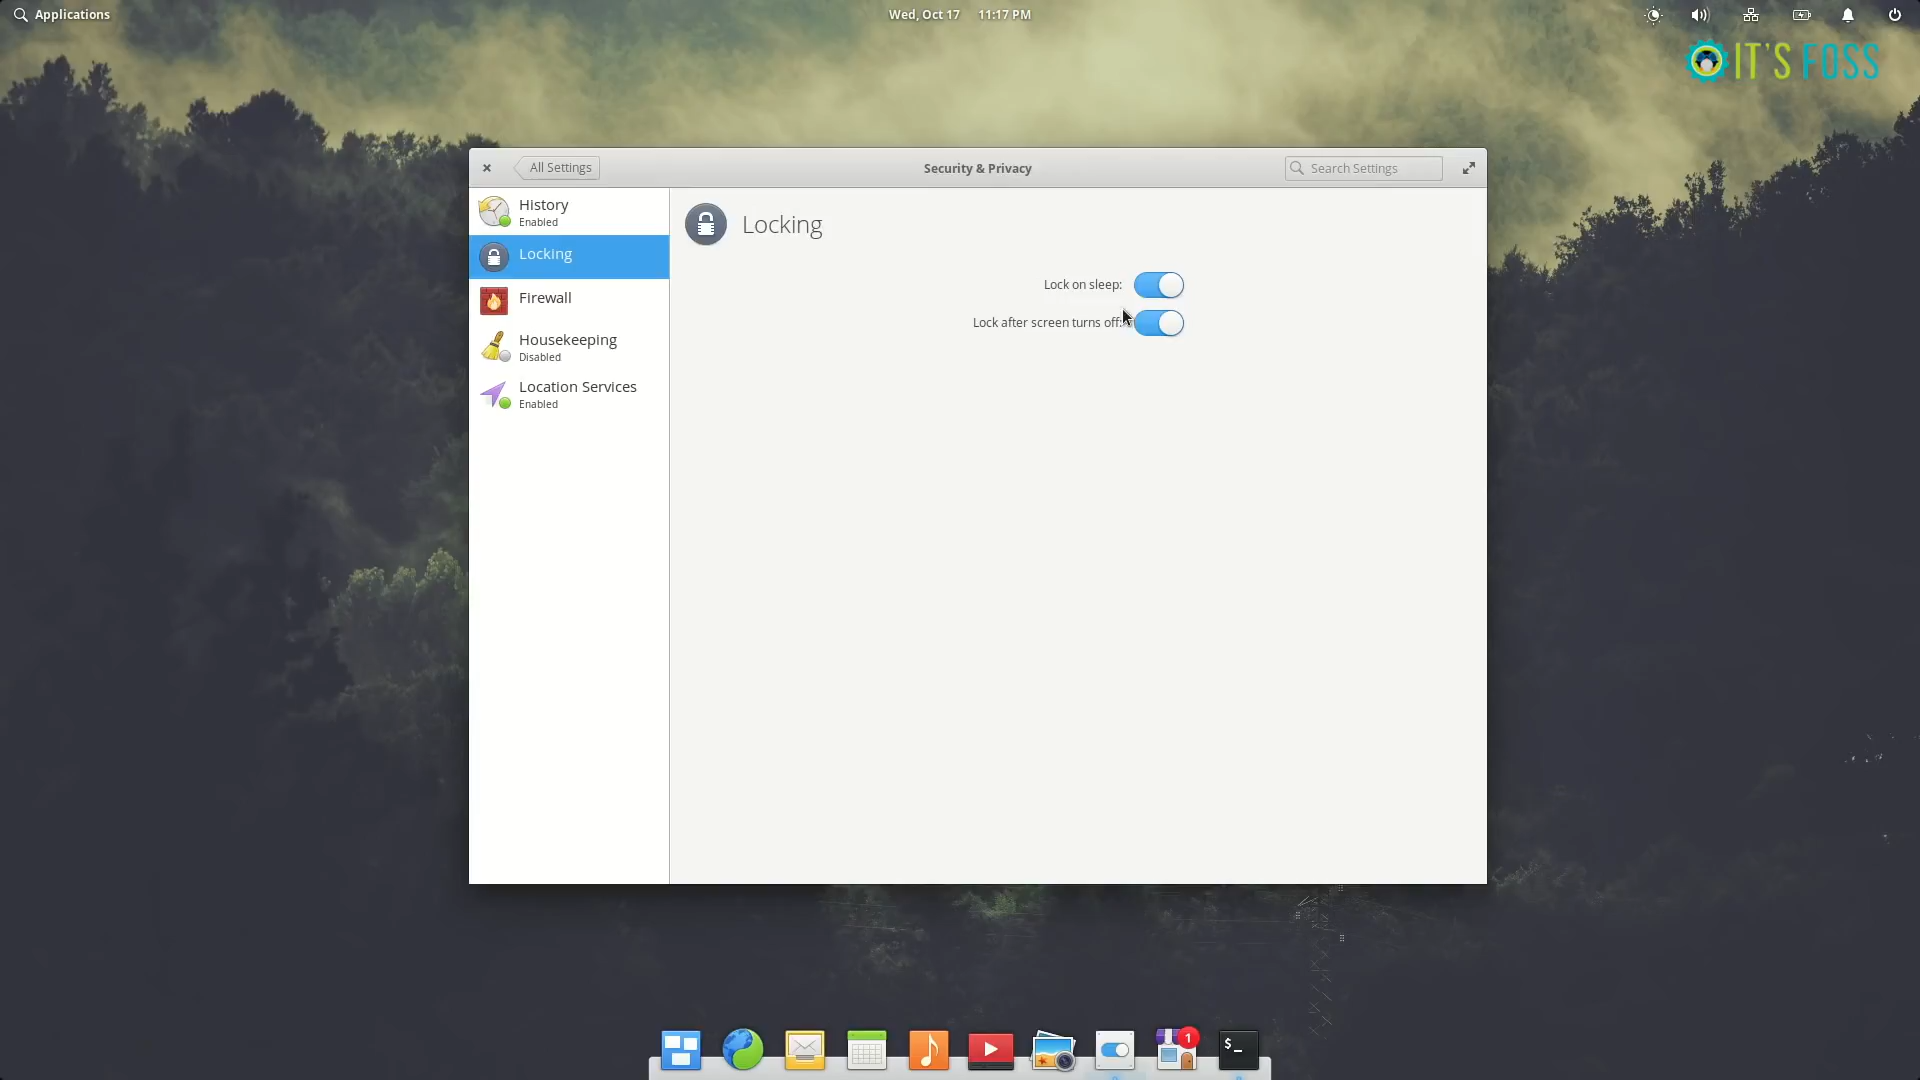 Applications
Wed, Oct 17 11:17 PM
IT'S FOSS
All Settings
Security & Privacy
Search Settings
History
Enabled
Locking
Firewall
Housekeeping
Disabled
Location Services
Enabled
Locking
Lock on sleep:
Lock after screen turns off:
1
$_